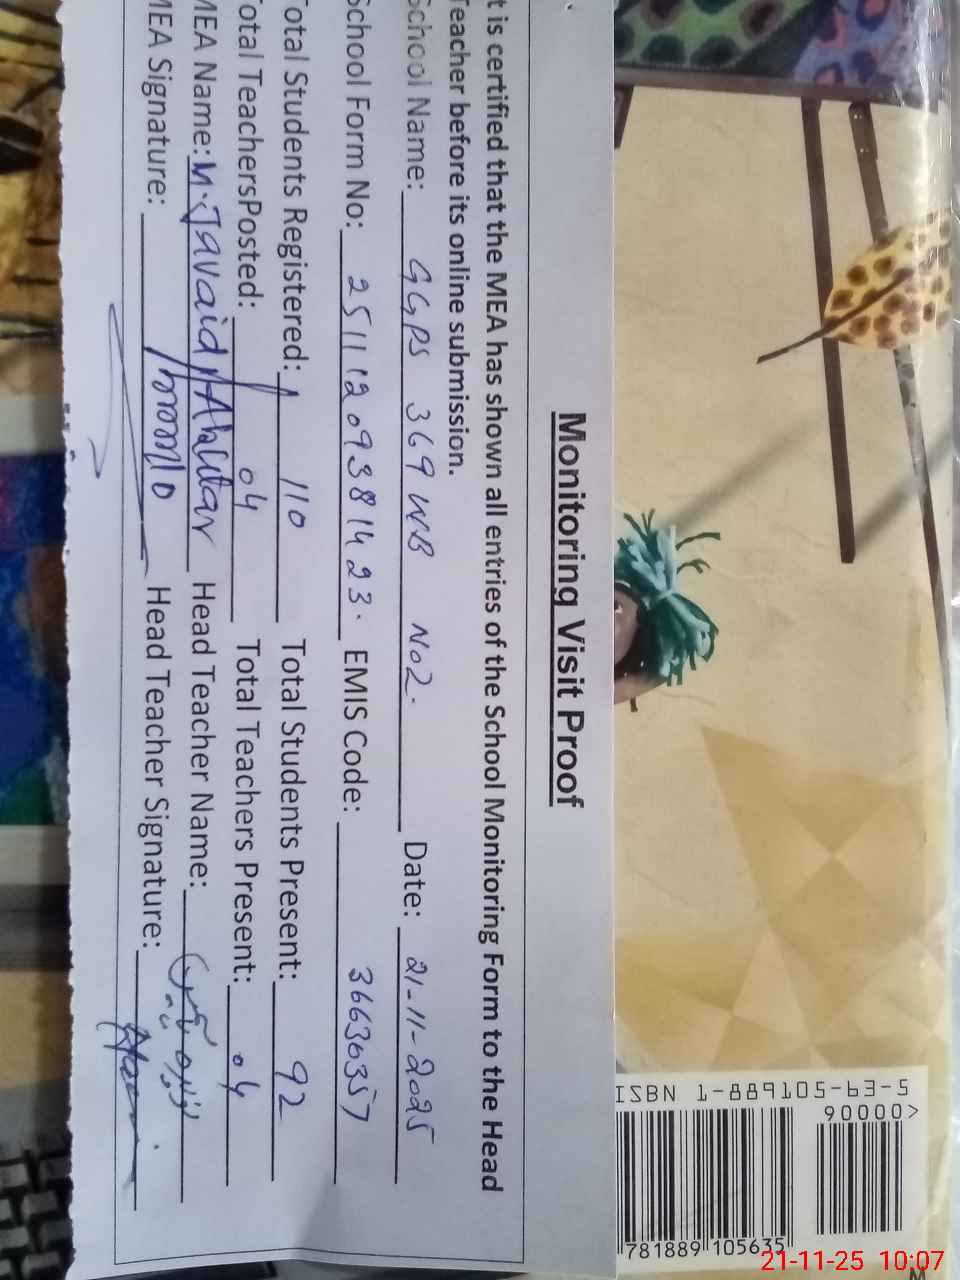 Monitoring Visit Proof
t is certified that the MEA has shown all entries of the School Monitoring Form to the Head
Teacher before its online submission.
School Name: GGPS 369 WB No2. Date: 21-11-2025
School Form No: 25111209381423. EMIS Code: 36630357
Total Students Registered: 110 Total Students Present: 92
Total TeachersPosted: 04 Total Teachers Present: 04
MEA Name: M. Javaid Akhtar Head Teacher Name:
MEA Signature: Head Teacher Signature:
ISBN 1-889105-63-5
90000>
781889 105635
21-11-25 10:07